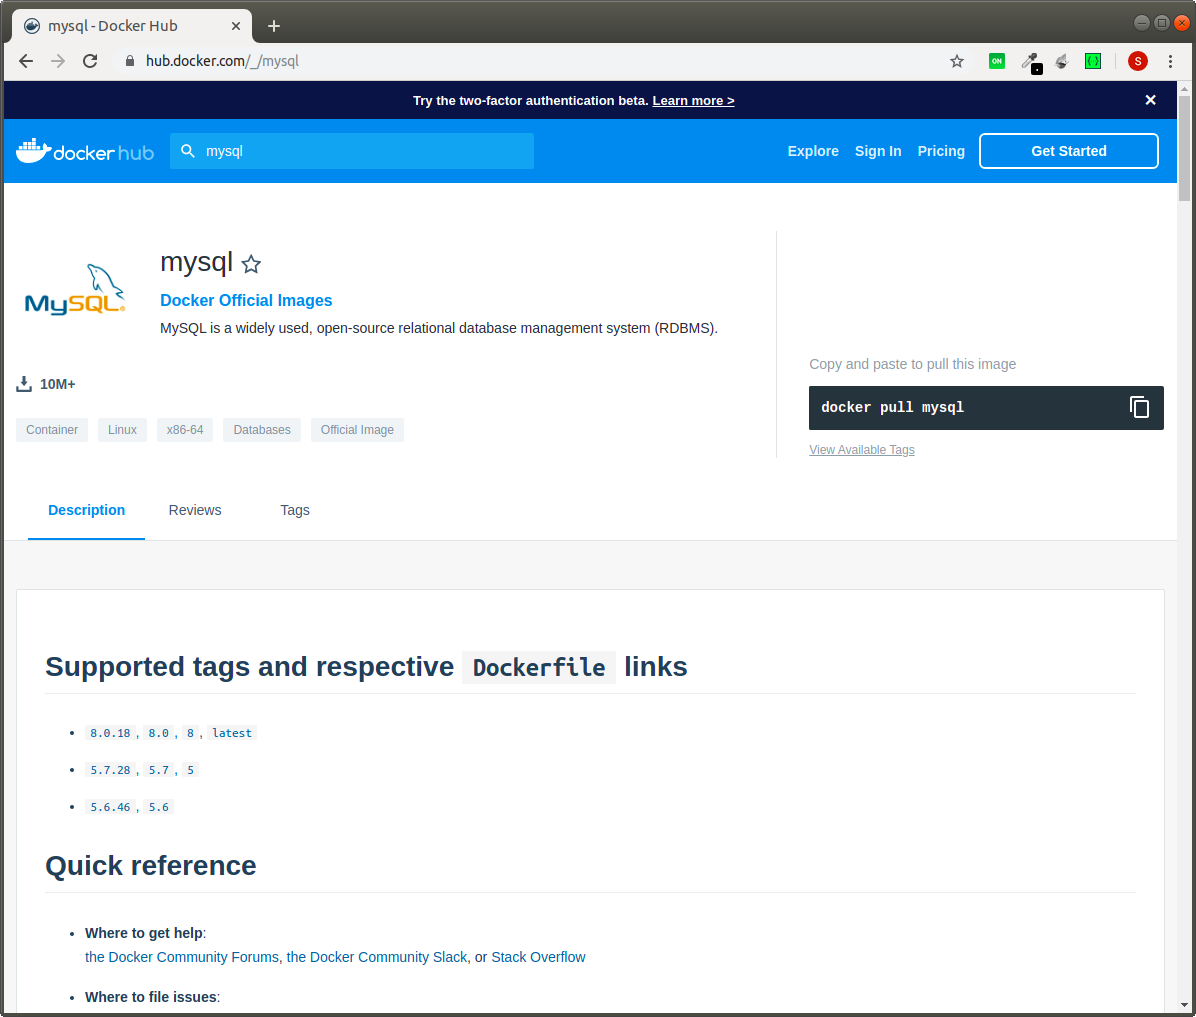 mysql - Docker Hub
hub.docker.com/_/mysql
ON
S
Try the two-factor authentication beta. Learn more >
docker hub
mysql
Explore Sign In Pricing Get Started
MySQL®
mysql
Docker Official Images
MySQL is a widely used, open-source relational database management system (RDBMS).
10M+
Container Linux x86-64 Databases Official Image
Copy and paste to pull this image
docker pull mysql
View Available Tags
Description Reviews Tags
Supported tags and respective Dockerfile links
• 8.0.18, 8.0, 8, latest
• 5.7.28, 5.7, 5
• 5.6.46, 5.6
Quick reference
• Where to get help:
the Docker Community Forums, the Docker Community Slack, or Stack Overflow
• Where to file issues: